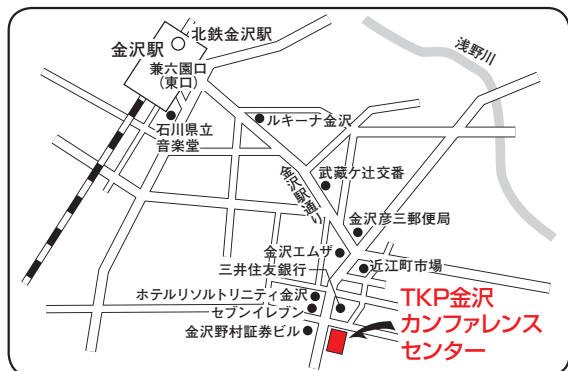 北鉄金沢駅
金沢駅
兼六園口
(東口)
浅野川
石川県立
音楽堂
ルキーナ金沢
金沢駅通り
武蔵ケ辻交番
金沢彦三郵便局
金沢エムザ
三井住友銀行
近江町市場
ホテルリソルトリニティ金沢
セブンイレブン
金沢野村証券ビル
TKP金沢
カンファレンス
センター